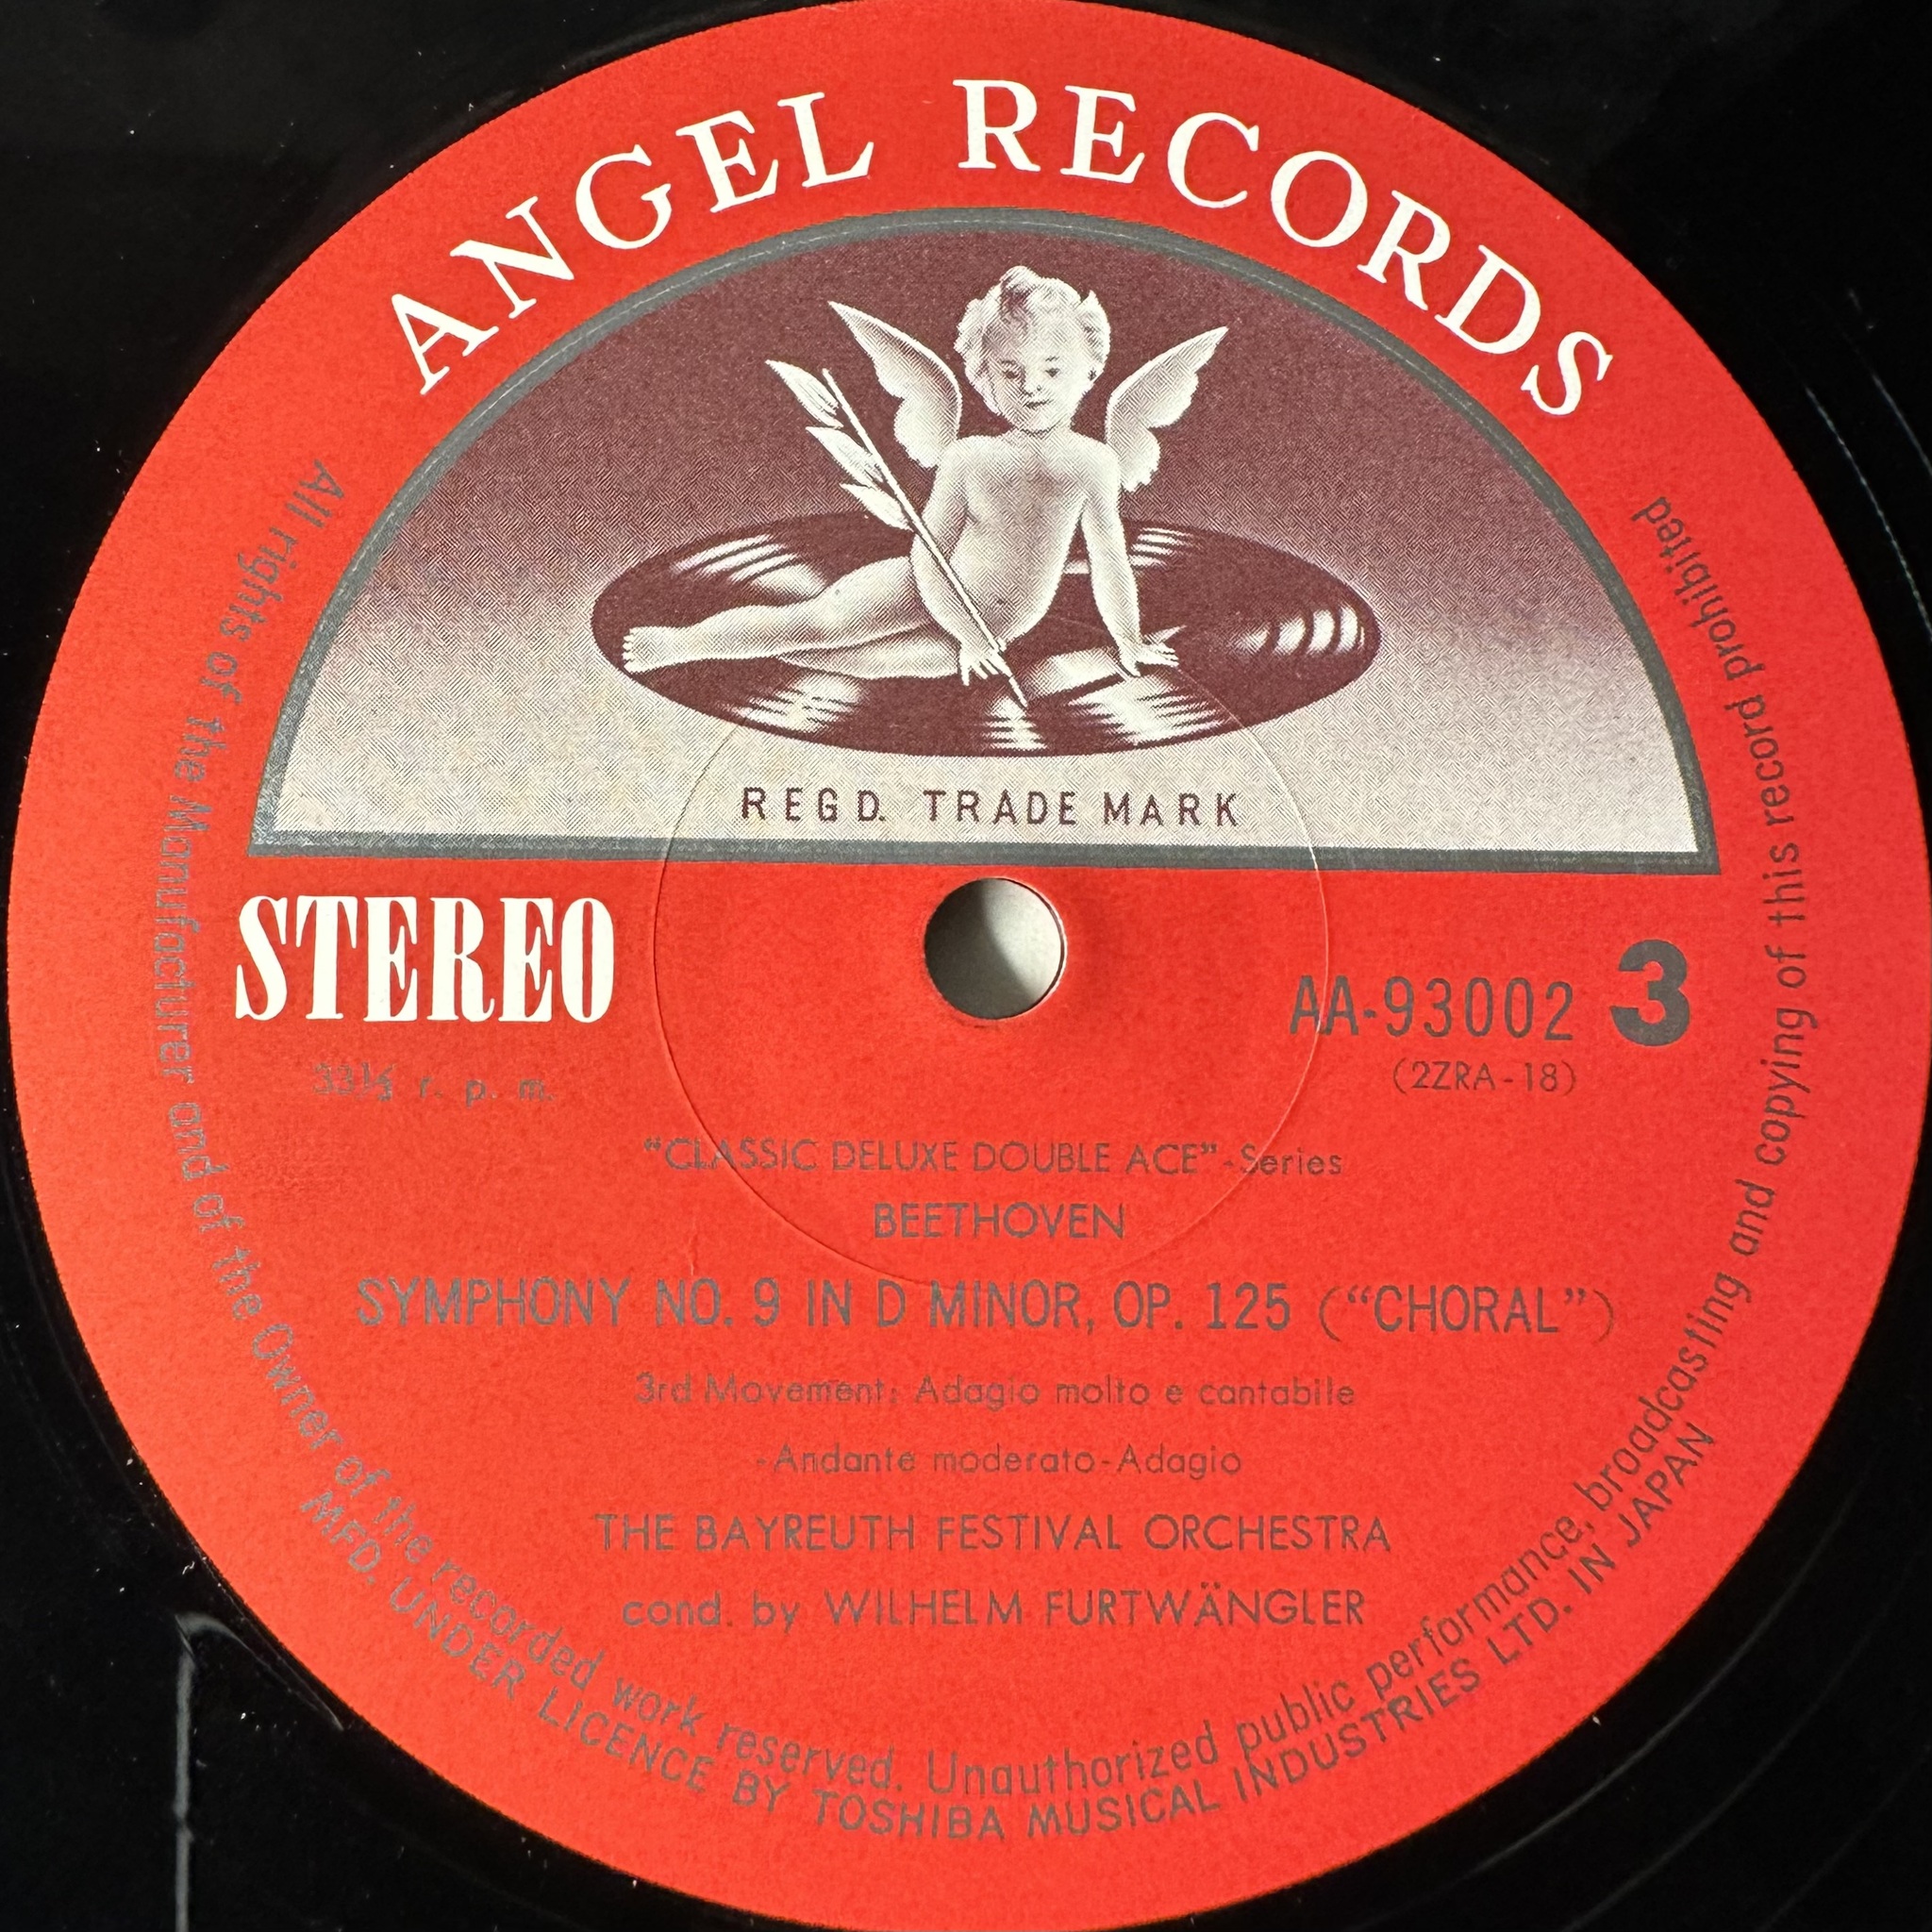 ANGEL RECORDS
REGD. TRADE MARK
STEREO
AA-93002 3
33⅓ r. p. m.
(2ZRA-18)
“CLASSIC DELUXE DOUBLE ACE”-Series
BEETHOVEN
SYMPHONY NO. 9 IN D MINOR, OP. 125 (“CHORAL”)
3rd Movement: Adagio molto e cantabile
-Andante moderato-Adagio
THE BAYREUTH FESTIVAL ORCHESTRA
cond. by WILHELM FURTWÄNGLER
All rights of the Manufacturer and of the Owner of the recorded work reserved. Unauthorized public performance, broadcasting and copying of this record prohibited
MFD. UNDER LICENCE BY TOSHIBA MUSICAL INDUSTRIES LTD. IN JAPAN